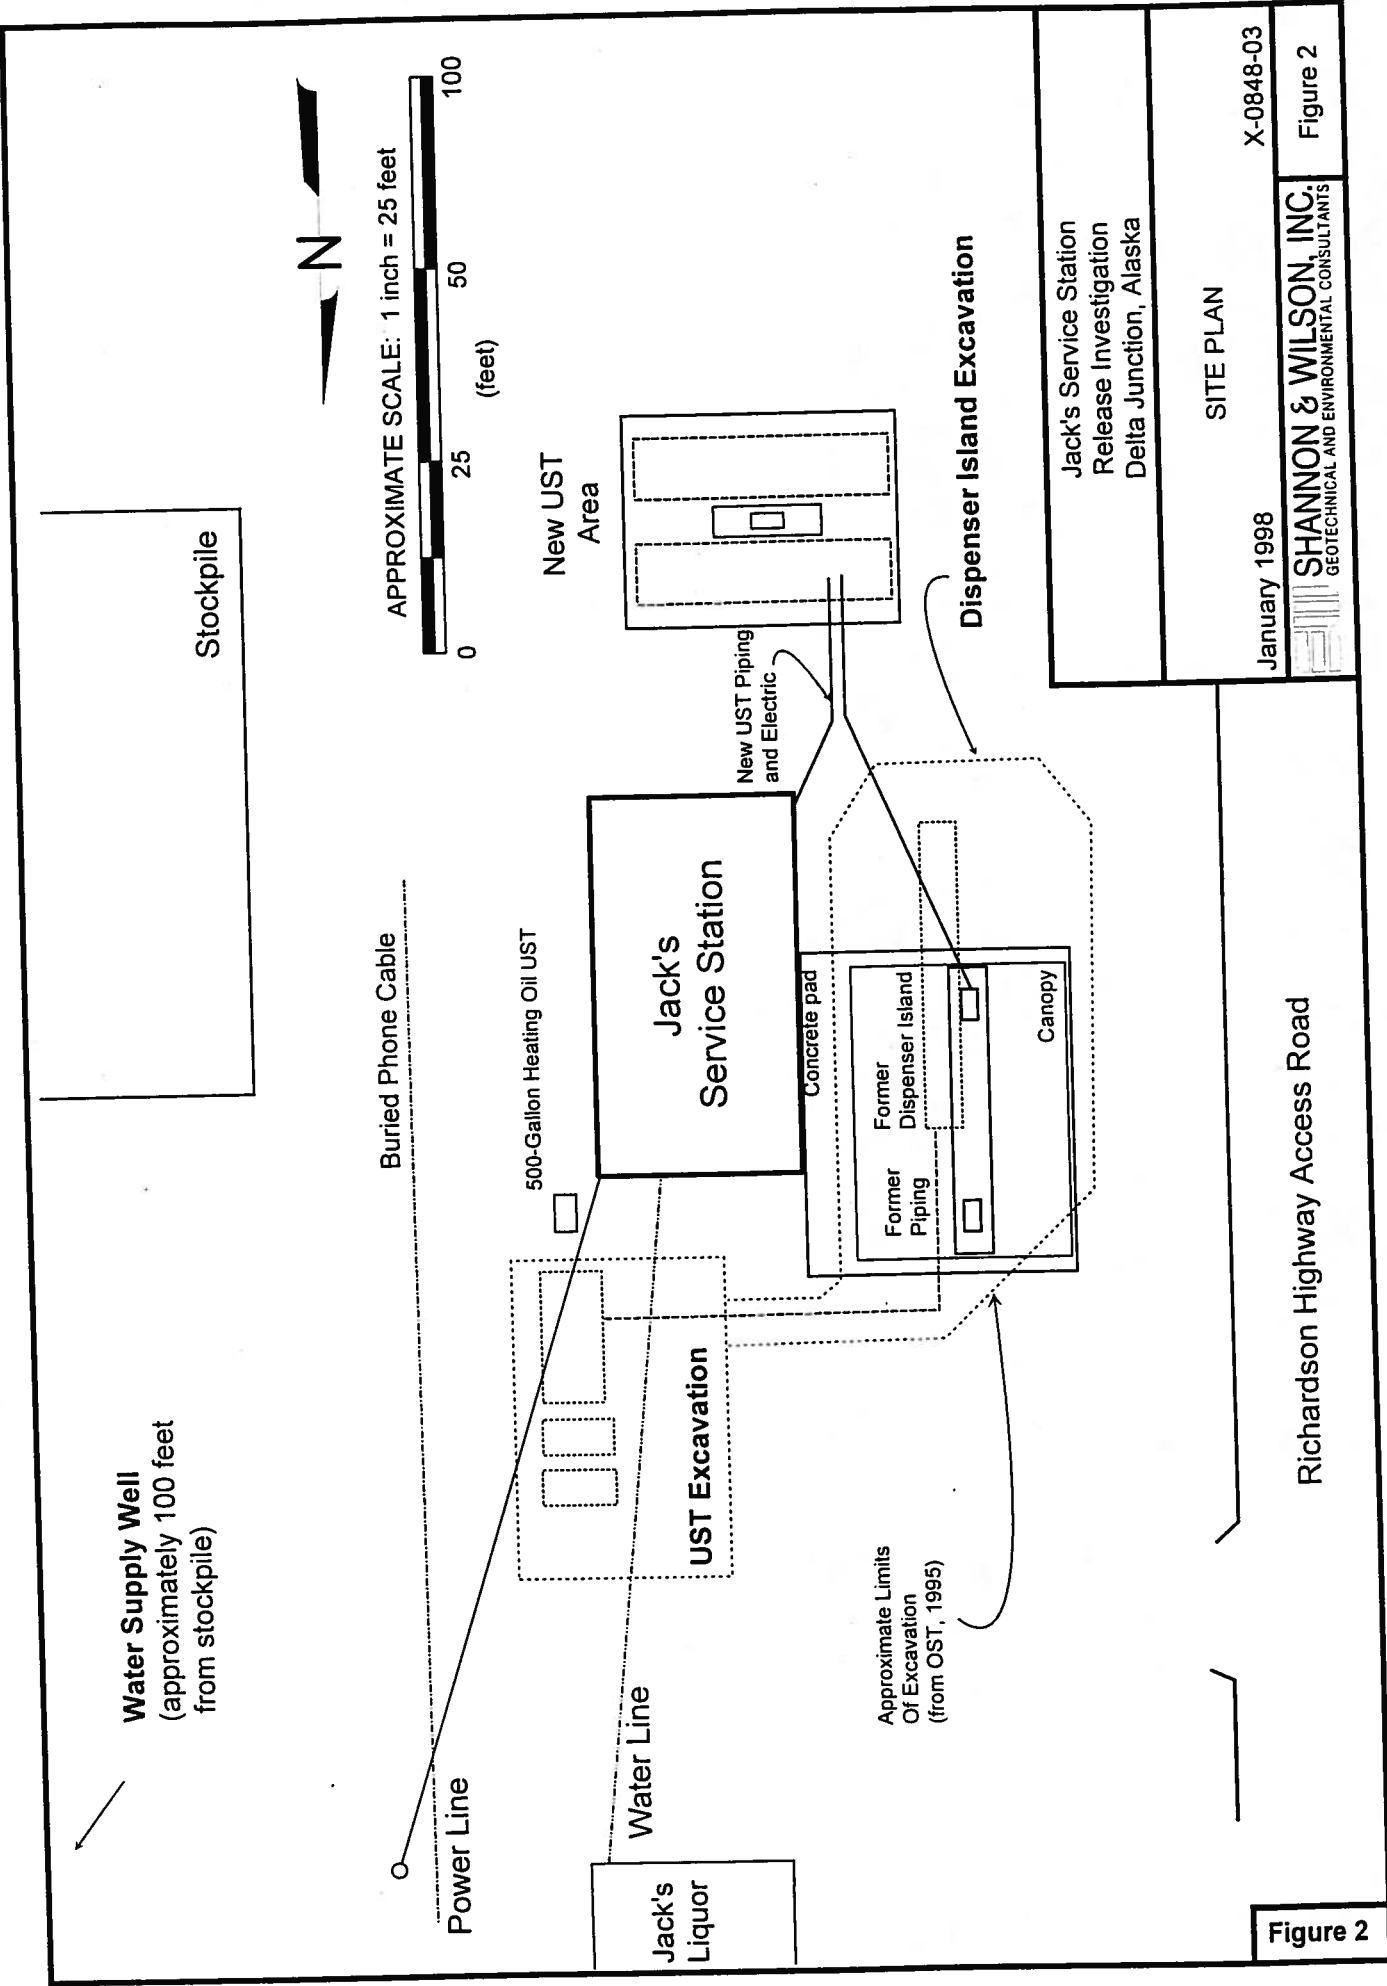 Water Supply Well
(approximately 100 feet
from stockpile)
Stockpile
N
APPROXIMATE SCALE: 1 inch = 25 feet
0
25
50
100
(feet)
Buried Phone Cable
Power Line
500-Gallon Heating Oil UST
New UST
Area
Jack's
Liquor
Water Line
UST Excavation
Jack's
Service Station
New UST Piping
and Electric
Concrete pad
Former
Piping
Former
Dispenser Island
Canopy
Dispenser Island Excavation
Approximate Limits
Of Excavation
(from OST, 1995)
Richardson Highway Access Road
Jack's Service Station
Release Investigation
Delta Junction, Alaska
SITE PLAN
January 1998
X-0848-03
SHANNON & WILSON, INC.
GEOTECHNICAL AND ENVIRONMENTAL CONSULTANTS
Figure 2
Figure 2